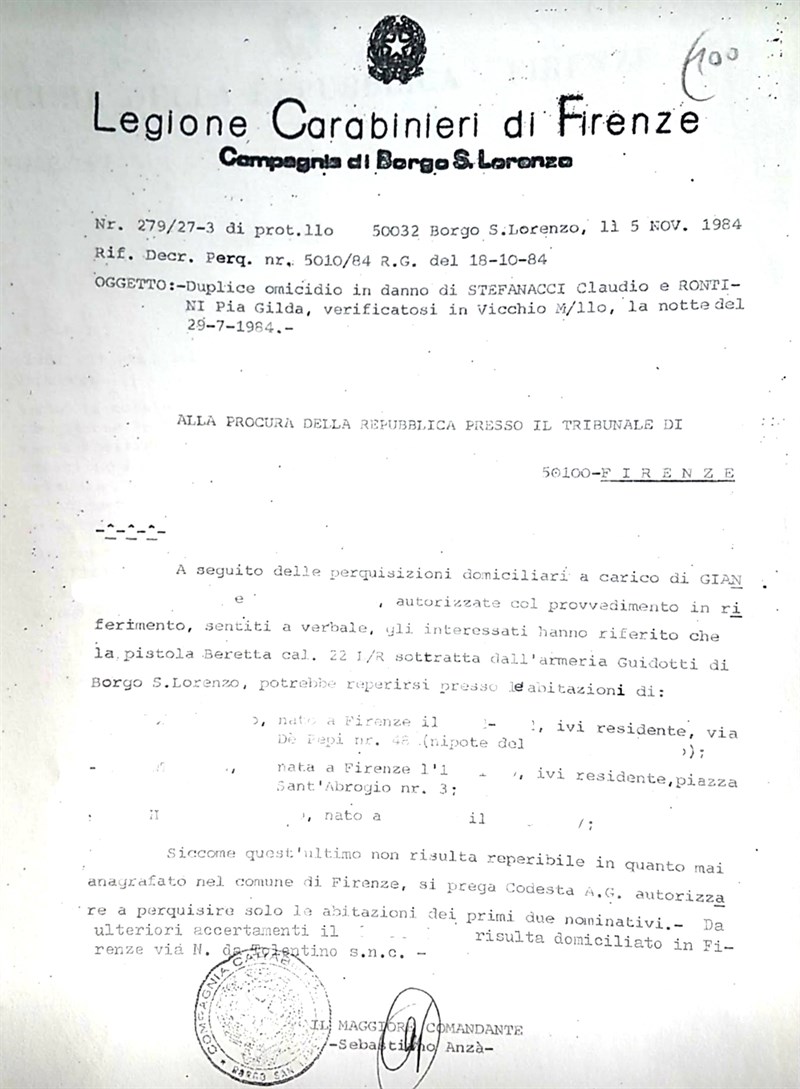 100
Legione Carabinieri di Firenze
Compagnia di Borgo S. Lorenzo
Nr. 279/27-3 di prot.llo 50032 Borgo S.Lorenzo, lì 5 NOV. 1984
Rif. Decr. Perq. nr. 5010/84 R.G. del 18-10-84
OGGETTO:-Duplice omicidio in danno di STEFANACCI Claudio e RONTI-
NI Pia Gilda, verificatosi in Vicchio M/llo, la notte del
29-7-1984.-
ALLA PROCURA DELLA REPUBBLICA PRESSO IL TRIBUNALE DI
50100-F I R E N Z E
-^-^-^-
A seguito delle perquisizioni domiciliari a carico di GIAN
e , autorizzate col provvedimento in ri
ferimento, sentiti a verbale, gli interessati hanno riferito che
la pistola Beretta cal. 22 I/R sottratta dall'armeria Guidotti di
Borgo S.Lorenzo, potrebbe reperirsi presso le abitazioni di:
nato a Firenze il , ivi residente, via
Dè Pepi nr. 48 (nipote del );
- nata a Firenze l'1 , ivi residente,piazza
Sant'Abrogio nr. 3;
, nato a il ;
Siccome quest'ultimo non risulta reperibile in quanto mai
anagrafato nel comune di Firenze, si prega Codesta A.G. autorizza
re a perquisire solo le abitazioni dei primi due nominativi.- Da
ulteriori accertamenti il risulta domiciliato in Fi-
renze via N. da Tolentino s.n.c. -
COMPAGNIA CARABINIERI
BORGO SAN
IL MAGGIORE COMANDANTE
-Sebastiano Anzà-